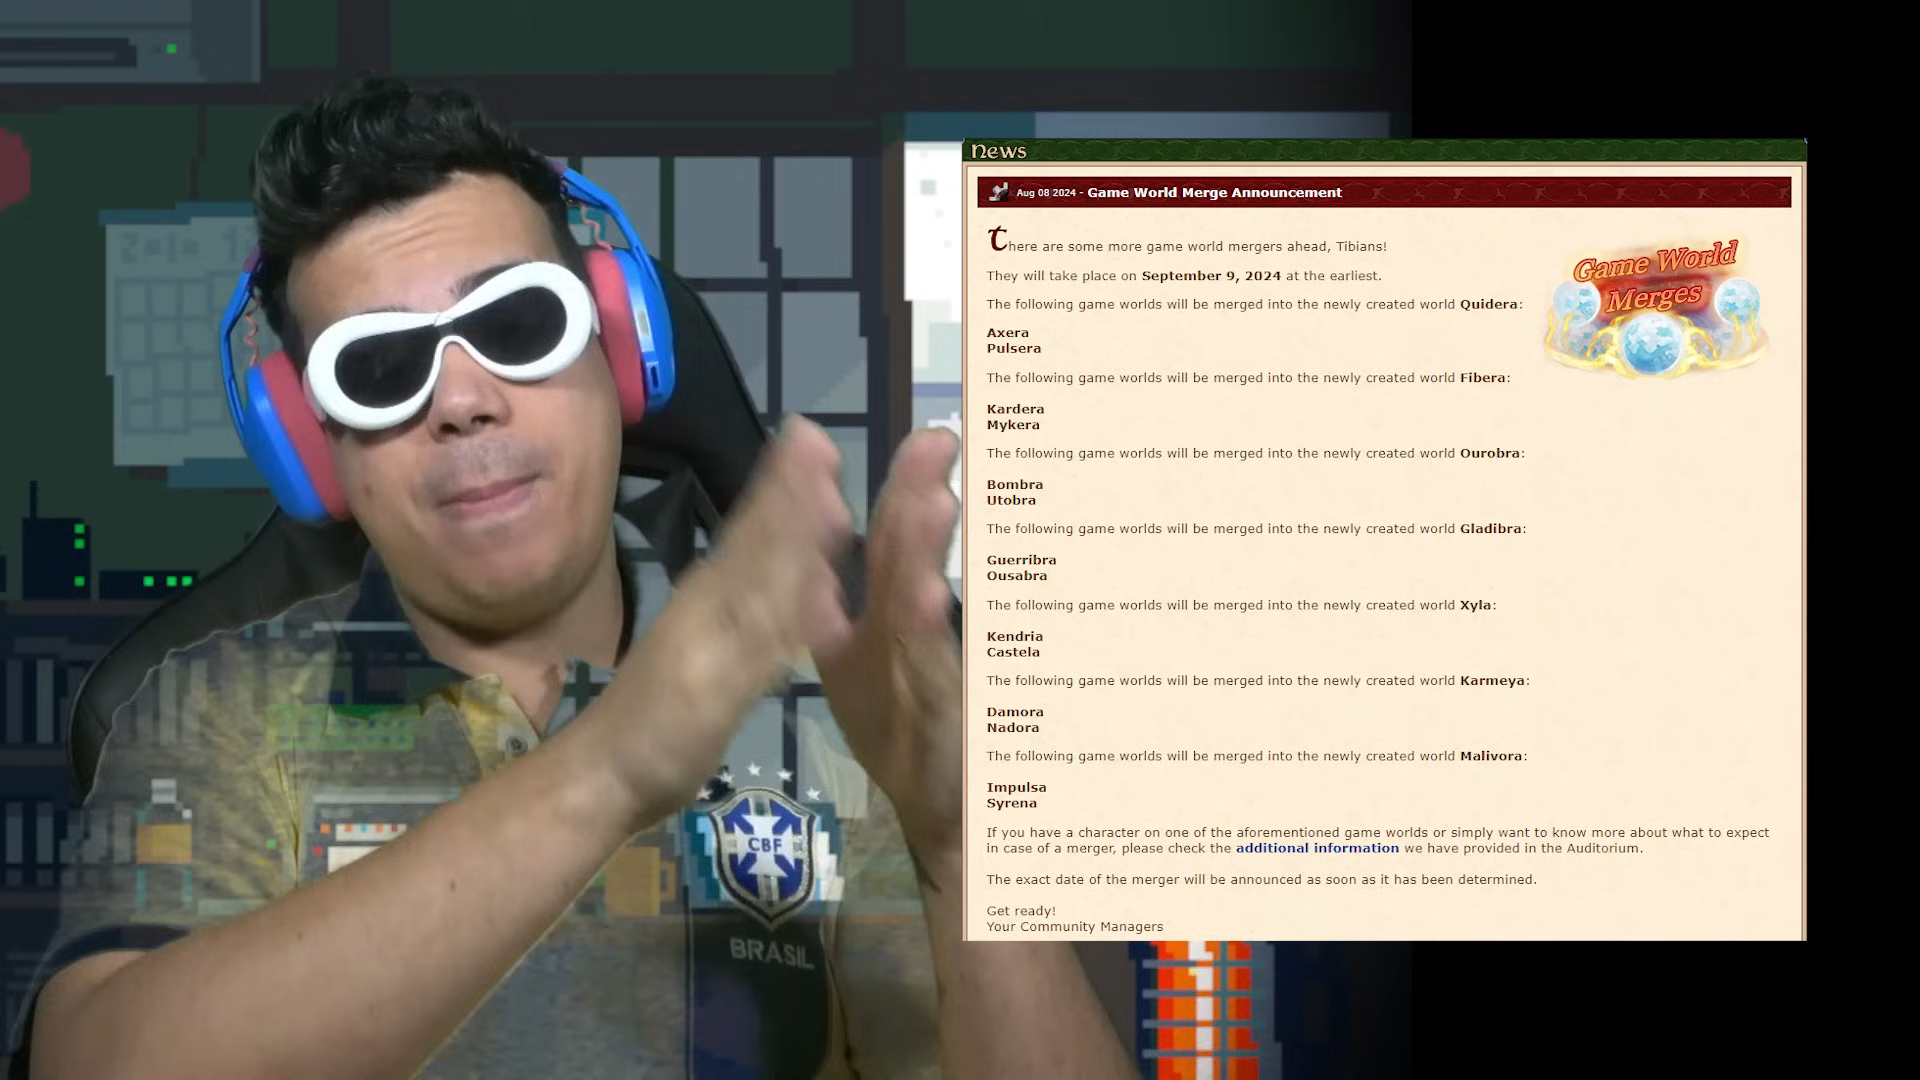 News
Aug 08 2024 - Game World Merge Announcement
There are some more game world mergers ahead, Tibians!
They will take place on September 9, 2024 at the earliest.
The following game worlds will be merged into the newly created world Quidera:
Axera
Pulsera
The following game worlds will be merged into the newly created world Fibera:
Kardera
Mykera
The following game worlds will be merged into the newly created world Ourobra:
Bombra
Utobra
The following game worlds will be merged into the newly created world Gladibra:
Guerribra
Ousabra
The following game worlds will be merged into the newly created world Xyla:
Kendria
Castela
The following game worlds will be merged into the newly created world Karmeya:
Damora
Nadora
The following game worlds will be merged into the newly created world Malivora:
Impulsa
Syrena
If you have a character on one of the aforementioned game worlds or simply want to know more about what to expect
in case of a merger, please check the additional information we have provided in the Auditorium.
The exact date of the merger will be announced as soon as it has been determined.
Get ready!
Your Community Managers
Game World
Merges
CBF
BRASIL